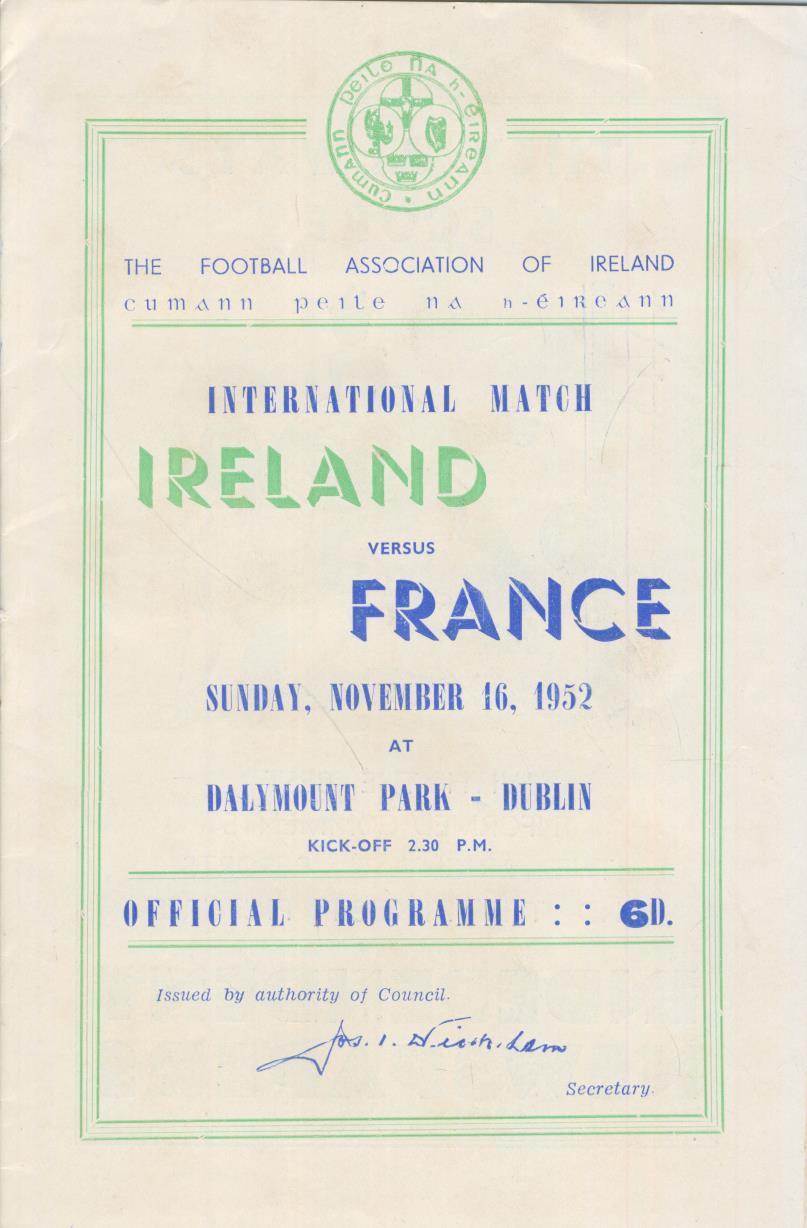 cumann peile na h-éireann
THE FOOTBALL ASSOCIATION OF IRELAND
cumann peile na h-éireann
INTERNATIONAL MATCH
IRELAND
VERSUS
FRANCE
SUNDAY, NOVEMBER 16, 1952
AT
DALYMOUNT PARK - DUBLIN
KICK-OFF 2.30 P.M.
OFFICIAL PROGRAMME : : 6D.
Issued by authority of Council.
Jos. I. Wickham
Secretary.